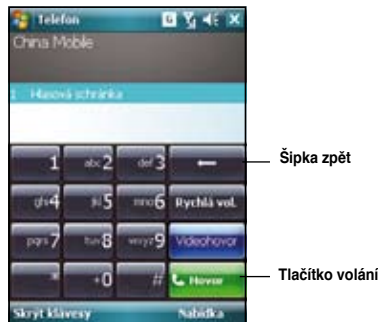 Telefon
China Mobile
1 Hlasová schránka
1 abc 2 def 3
Šipka zpět
ghi 4 jkl 5 mno 6 Rychlá vol.
pqrs 7 tuv 8 wxyz 9 Videohovor
* +0 # Hovor
Tlačítko volání
Skrýt klávesy Nabídka